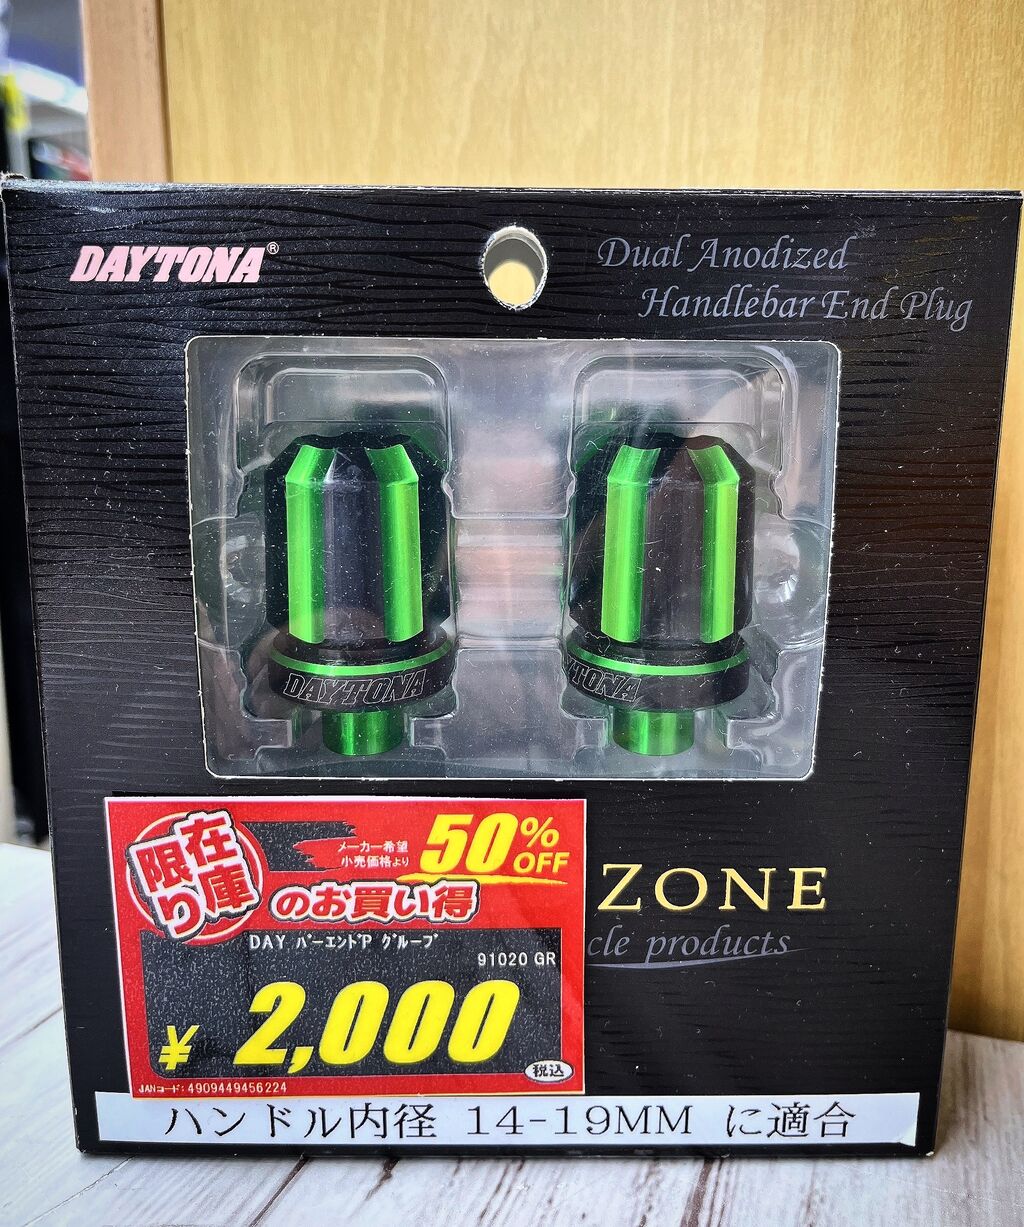 DAYTONA®
Dual Anodized
Handlebar End Plug
DAYTONA
YTONA
在庫
限り
メーカー希望
小売価格より
50%
OFF
のお買い得
ZONE
DAY バーエンドP グループ
91020 GR
cle products
¥ 2,000
税込
JANコード:4909449456224
ハンドル内径 14-19MM に適合